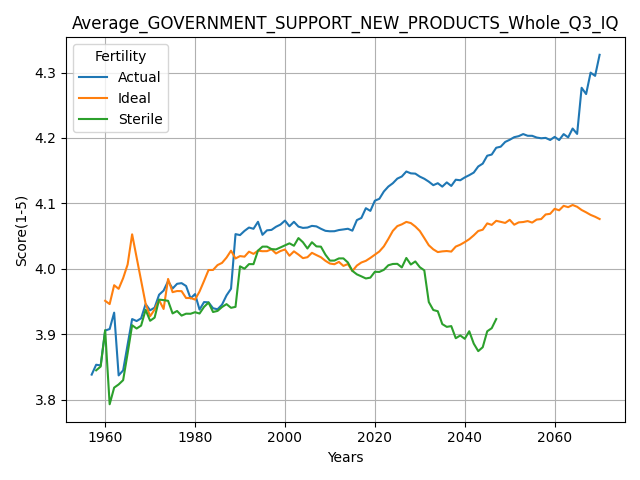 Average_GOVERNMENT_SUPPORT_NEW_PRODUCTS_Whole_Q3_IQ
Fertility
Actual
Ideal
Sterile
4.3
4.2
4.1
4.0
3.9
3.8
Score(1-5)
1960 1980 2000 2020 2040 2060
Years